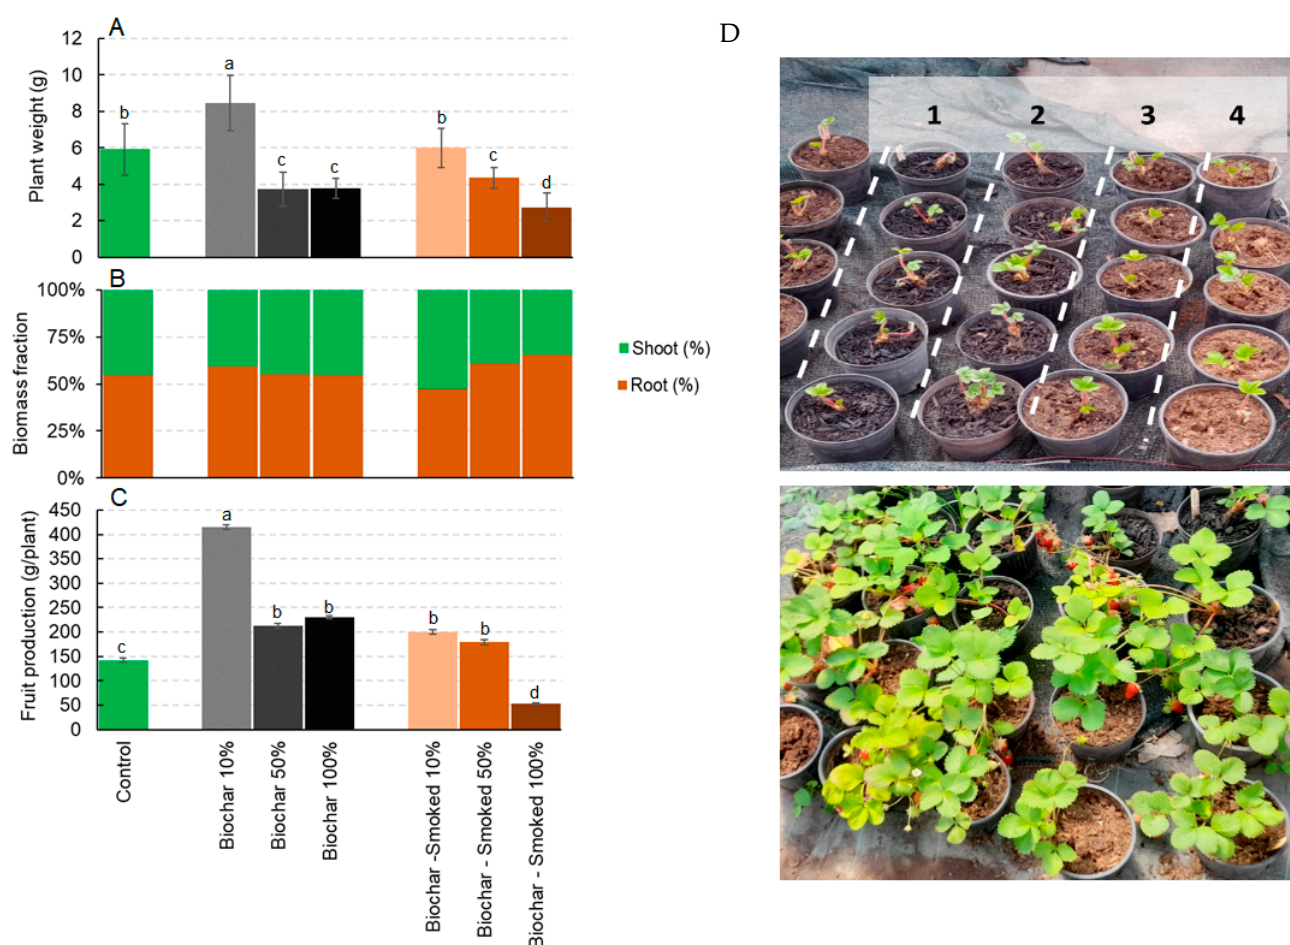 A
Plant weight (g)
12
10
8
6
4
2
0
b
a
c
c
b
c
d
B
Biomass fraction
100%
75%
50%
25%
0%
Shoot (%)
Root (%)
C
Fruit production (g/plant)
450
400
350
300
250
200
150
100
50
0
c
a
b
b
b
b
d
Control
Biochar 10%
Biochar 50%
Biochar 100%
Biochar -Smoked 10%
Biochar - Smoked 50%
Biochar - Smoked 100%
D
1 2 3 4